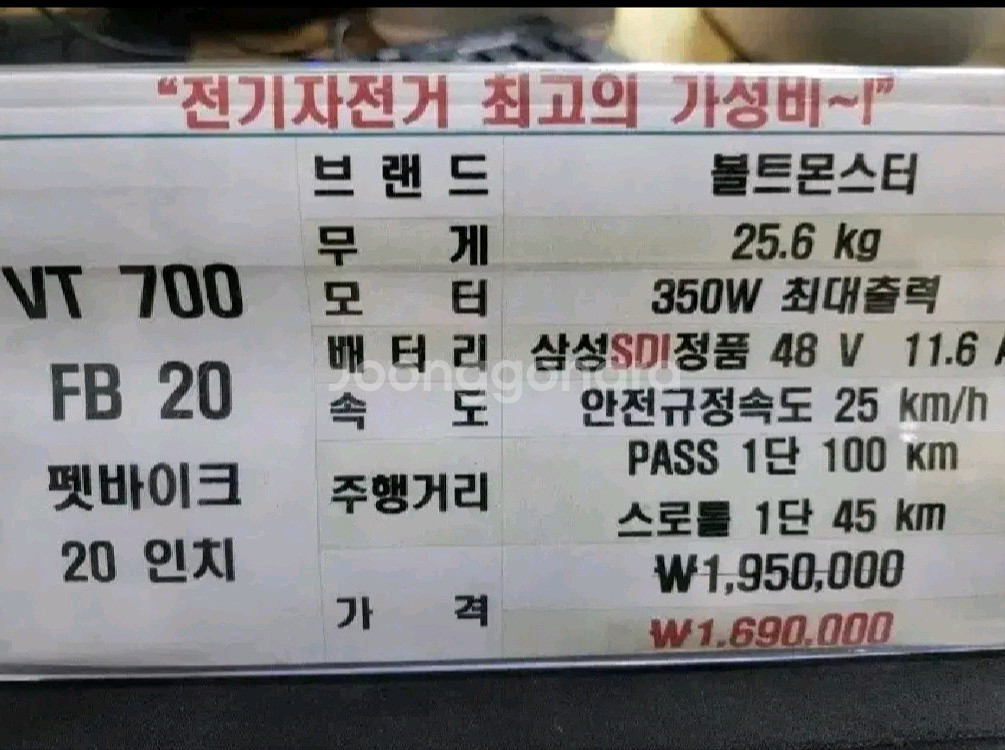 “전기자전거 최고의 가성비~!”
VT 700
FB 20
펫바이크
20 인치
브 랜 드 볼트몬스터
무 게 25.6 kg
모 터 350W 최대출력
배 터 리 삼성SDI정품 48 V 11.6 A
속 도 안전규정속도 25 km/h
주행거리 PASS 1단 100 km
스로틀 1단 45 km
가 격 ₩1,950,000
₩1,690,000
Joonggonara